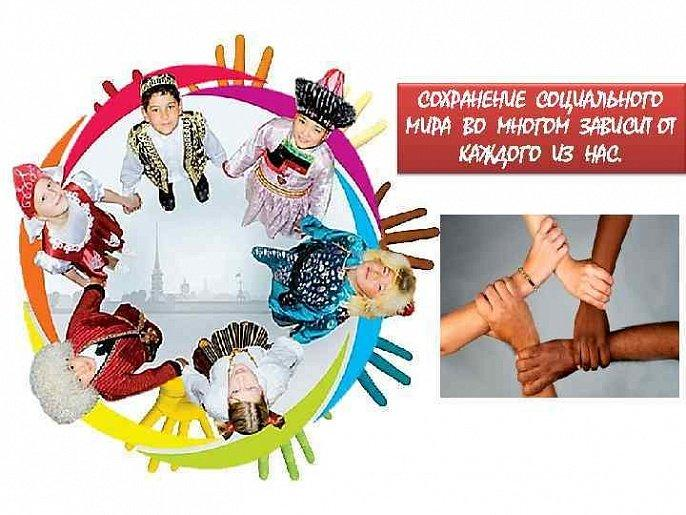 СОХРАНЕНИЕ СОЦИАЛЬНОГО
МИРА ВО МНОГОМ ЗАВИСИТ ОТ
КАЖДОГО ИЗ НАС.